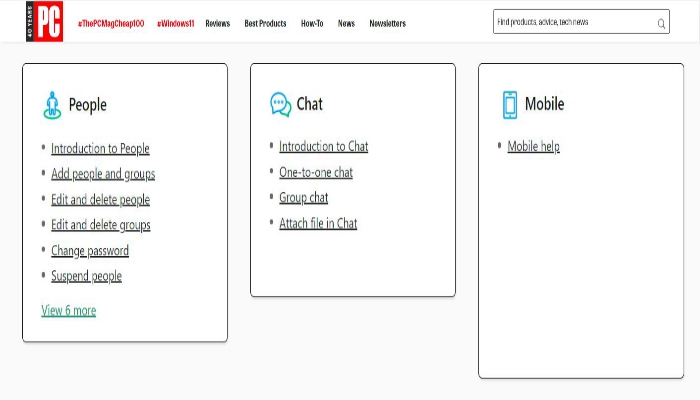 40 YEARS
PC
#ThePCMagCheap100 #Windows11 Reviews Best Products How-To News Newsletters
Find products, advice, tech news
People
Introduction to People
Add people and groups
Edit and delete people
Edit and delete groups
Change password
Suspend people
View 6 more
Chat
Introduction to Chat
One-to-one chat
Group chat
Attach file in Chat
Mobile
Mobile help